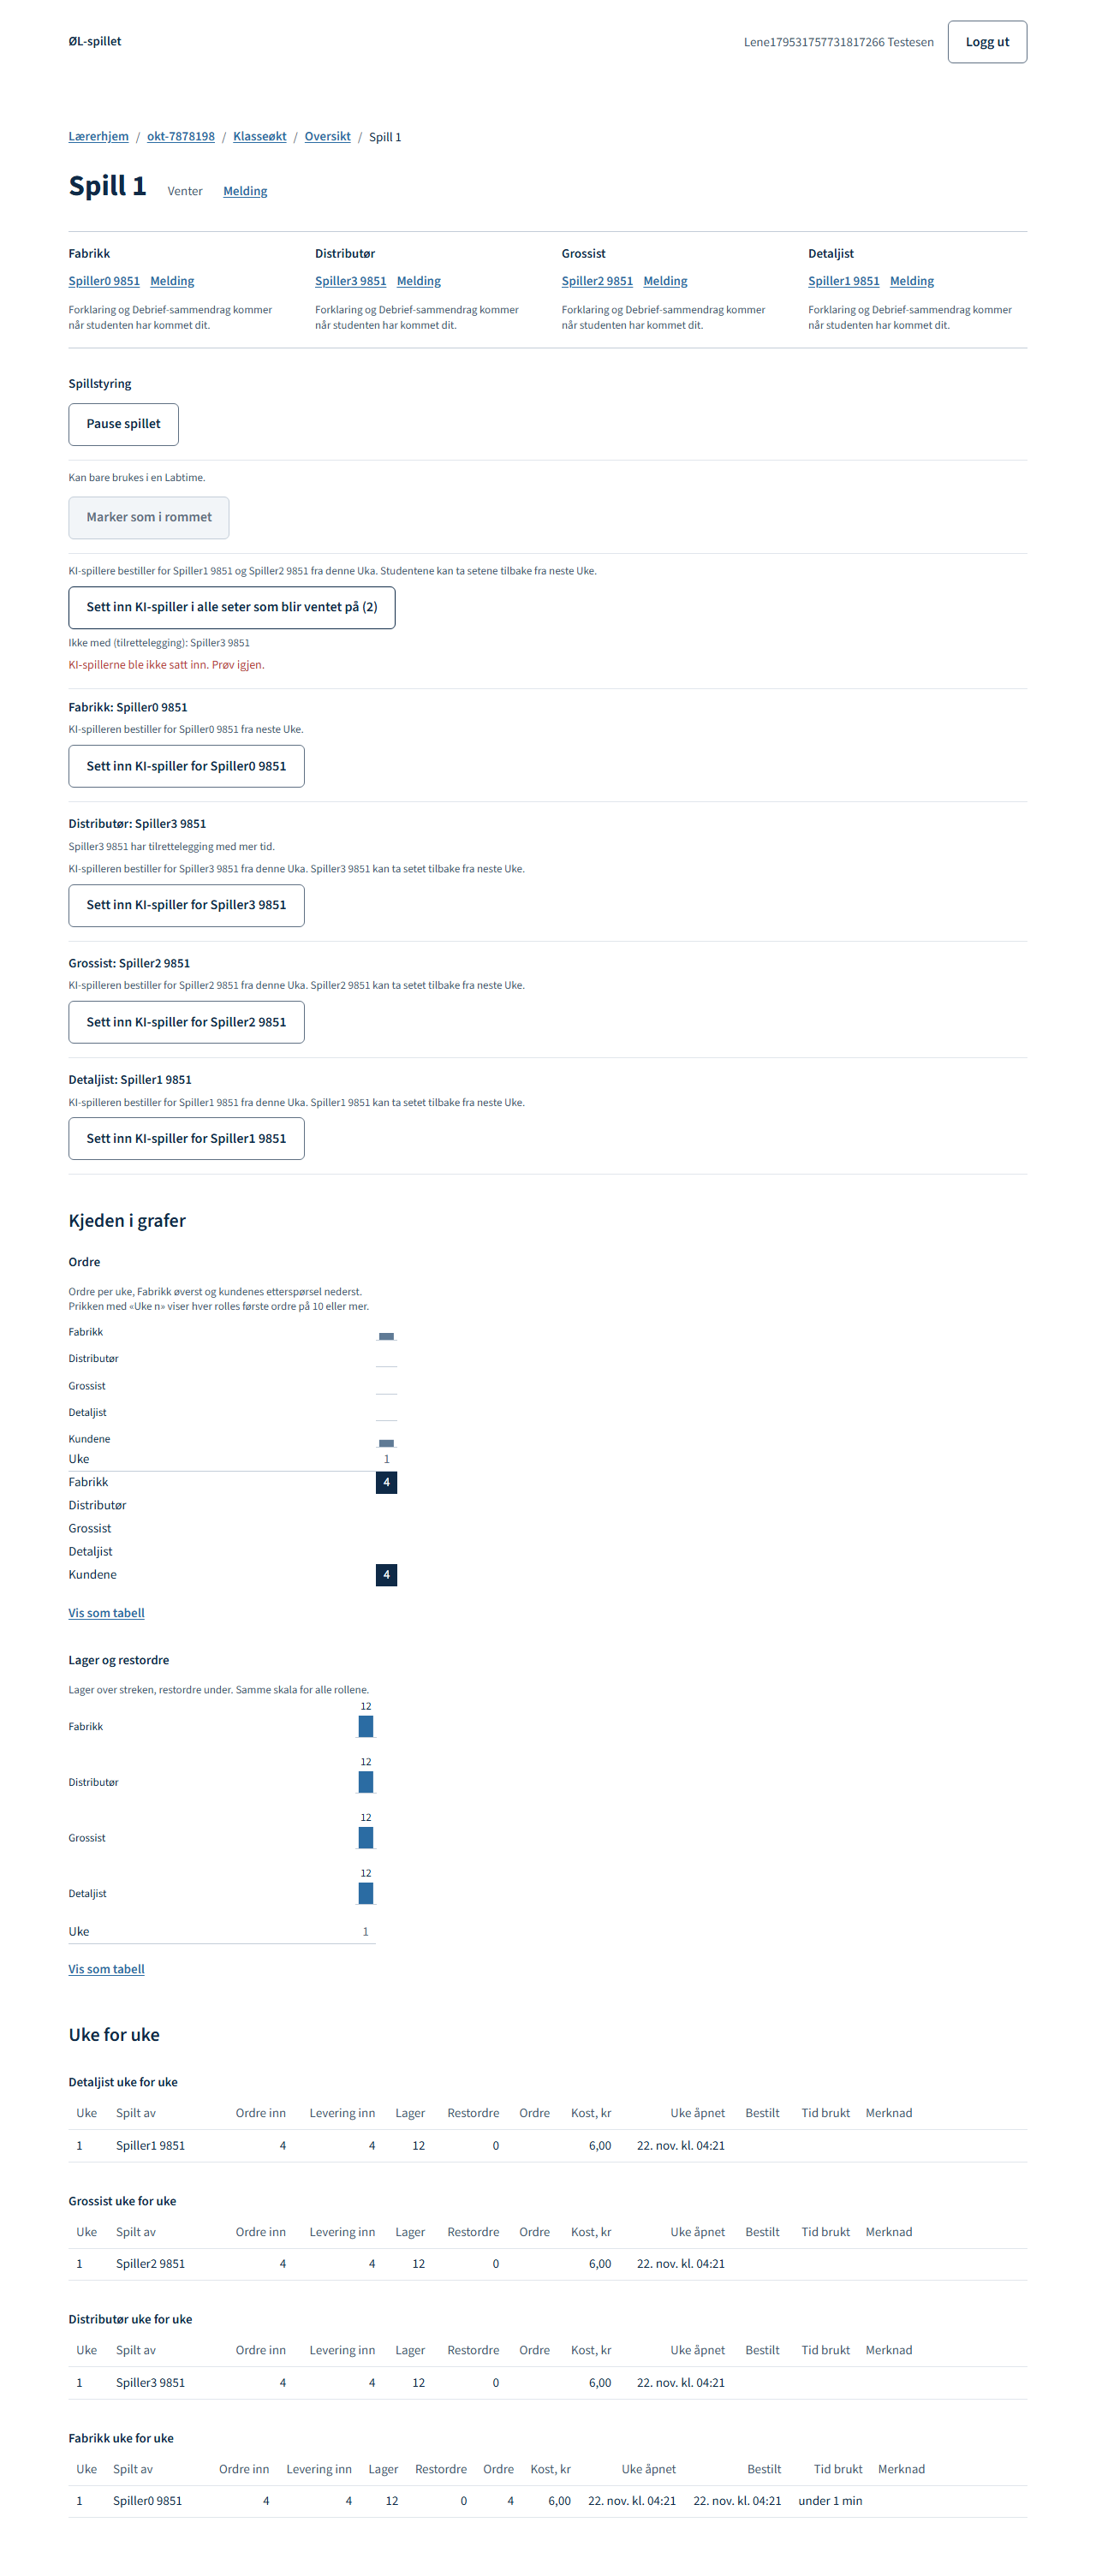 ØL-spillet
Lene179531757731817266 Testesen
Logg ut
Lærerhjem / okt-7878198 / Klasseøkt / Oversikt / Spill 1
Spill 1 Venter Melding
Fabrikk
Spiller0 9851 Melding
Forklaring og Debrief-sammendrag kommer
når studenten har kommet dit.
Distributør
Spiller3 9851 Melding
Forklaring og Debrief-sammendrag kommer
når studenten har kommet dit.
Grossist
Spiller2 9851 Melding
Forklaring og Debrief-sammendrag kommer
når studenten har kommet dit.
Detaljist
Spiller1 9851 Melding
Forklaring og Debrief-sammendrag kommer
når studenten har kommet dit.
Spillstyring
Pause spillet
Kan bare brukes i en Labtime.
Marker som i rommet
KI-spillere bestiller for Spiller1 9851 og Spiller2 9851 fra denne Uka. Studentene kan ta setene tilbake fra neste Uke.
Sett inn KI-spiller i alle seter som blir ventet på (2)
Ikke med (tilrettelegging): Spiller3 9851
KI-spillerne ble ikke satt inn. Prøv igjen.
Fabrikk: Spiller0 9851
KI-spilleren bestiller for Spiller0 9851 fra neste Uke.
Sett inn KI-spiller for Spiller0 9851
Distributør: Spiller3 9851
Spiller3 9851 har tilrettelegging med mer tid.
KI-spilleren bestiller for Spiller3 9851 fra denne Uka. Spiller3 9851 kan ta setet tilbake fra neste Uke.
Sett inn KI-spiller for Spiller3 9851
Grossist: Spiller2 9851
KI-spilleren bestiller for Spiller2 9851 fra denne Uka. Spiller2 9851 kan ta setet tilbake fra neste Uke.
Sett inn KI-spiller for Spiller2 9851
Detaljist: Spiller1 9851
KI-spilleren bestiller for Spiller1 9851 fra denne Uka. Spiller1 9851 kan ta setet tilbake fra neste Uke.
Sett inn KI-spiller for Spiller1 9851
Kjeden i grafer
Ordre
Ordre per uke, Fabrikk øverst og kundenes etterspørsel nederst.
Prikken med «Uke n» viser hver rolles første ordre på 10 eller mer.
Fabrikk
Distributør
Grossist
Detaljist
Kundene
Uke 1
Fabrikk 4
Distributør
Grossist
Detaljist
Kundene 4
Vis som tabell
Lager og restordre
Lager over streken, restordre under. Samme skala for alle rollene.
12
Fabrikk
12
Distributør
12
Grossist
12
Detaljist
Uke 1
Vis som tabell
Uke for uke
Detaljist uke for uke
Uke Spilt av Ordre inn Levering inn Lager Restordre Ordre Kost, kr Uke åpnet Bestilt Tid brukt Merknad
1 Spiller1 9851 4 4 12 0 6,00 22. nov. kl. 04:21
Grossist uke for uke
Uke Spilt av Ordre inn Levering inn Lager Restordre Ordre Kost, kr Uke åpnet Bestilt Tid brukt Merknad
1 Spiller2 9851 4 4 12 0 6,00 22. nov. kl. 04:21
Distributør uke for uke
Uke Spilt av Ordre inn Levering inn Lager Restordre Ordre Kost, kr Uke åpnet Bestilt Tid brukt Merknad
1 Spiller3 9851 4 4 12 0 6,00 22. nov. kl. 04:21
Fabrikk uke for uke
Uke Spilt av Ordre inn Levering inn Lager Restordre Ordre Kost, kr Uke åpnet Bestilt Tid brukt Merknad
1 Spiller0 9851 4 4 12 0 4 6,00 22. nov. kl. 04:21 22. nov. kl. 04:21 under 1 min